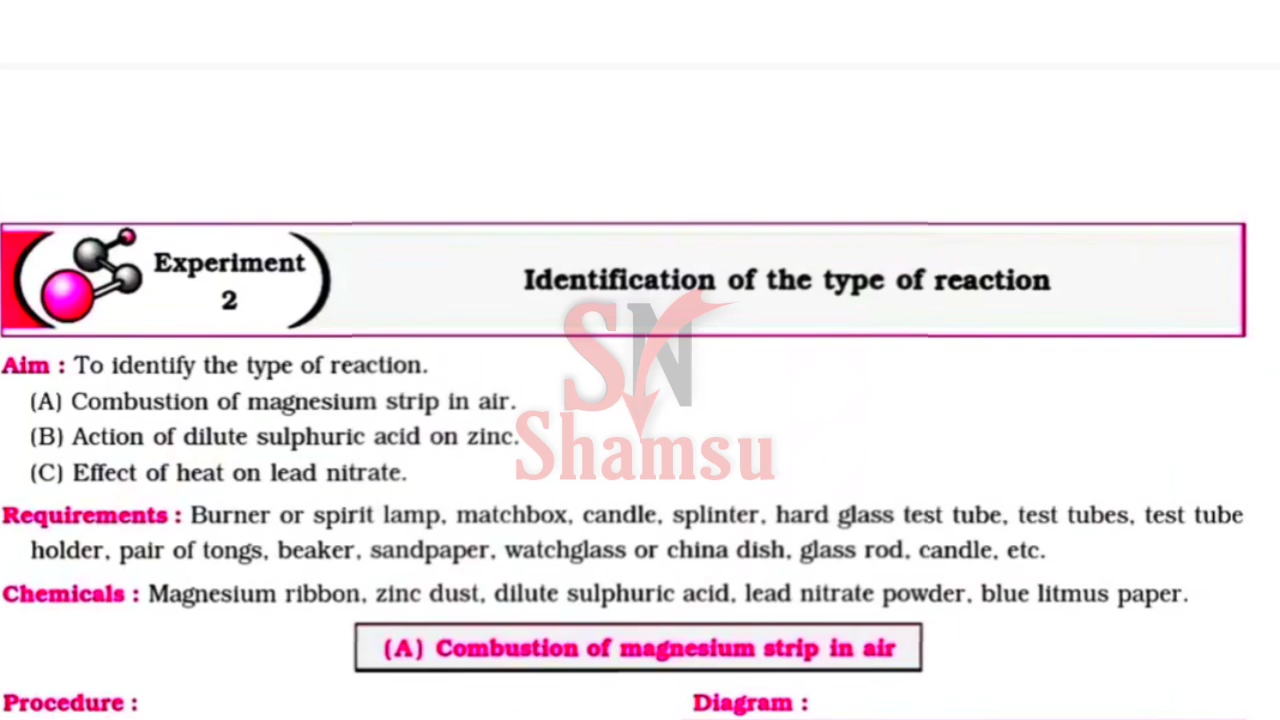 Experiment
2
Identification of the type of reaction
Aim : To identify the type of reaction.
(A) Combustion of magnesium strip in air.
(B) Action of dilute sulphuric acid on zinc.
(C) Effect of heat on lead nitrate.
SN
Shamsu
Requirements : Burner or spirit lamp, matchbox, candle, splinter, hard glass test tube, test tubes, test tube
holder, pair of tongs, beaker, sandpaper, watchglass or china dish, glass rod, candle, etc.
Chemicals : Magnesium ribbon, zinc dust, dilute sulphuric acid, lead nitrate powder, blue litmus paper.
(A) Combustion of magnesium strip in air
Procedure :
Diagram :